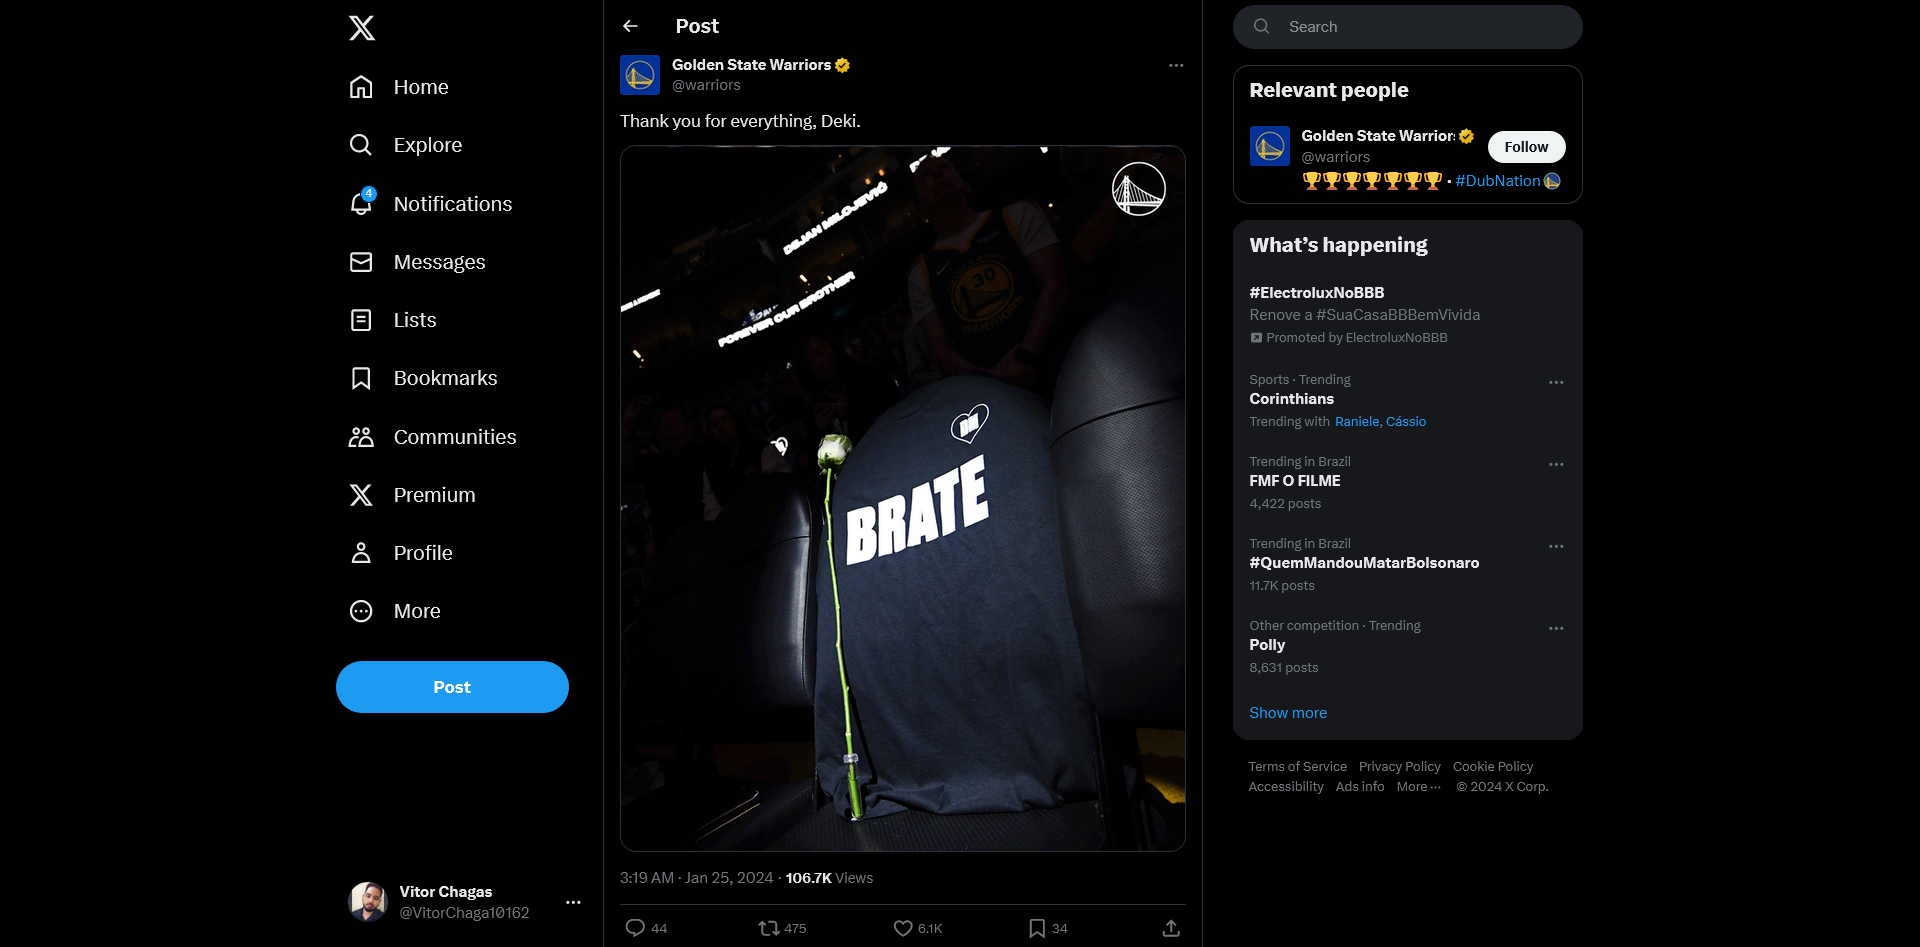 Home
Explore
4
Notifications
Messages
Lists
Bookmarks
Communities
Premium
Profile
More
Post
Vitor Chagas
@VitorChaga10162
Post
Golden State Warriors
@warriors
Thank you for everything, Deki.
DEJAN MILOJEVIĆ
FOREVER OUR BROTHER
30
WARRIORS
DM
BRATE
3:19 AM · Jan 25, 2024 · 106.7K Views
44 475 6.1K 34
Search
Relevant people
Golden State Warriors
@warriors
Follow
🏆🏆🏆🏆🏆🏆🏆 • #DubNation
What’s happening
#ElectroluxNoBBB
Renove a #SuaCasaBBBemVivida
Promoted by ElectroluxNoBBB
Sports · Trending
Corinthians
Trending with Raniele, Cássio
Trending in Brazil
FMF O FILME
4,422 posts
Trending in Brazil
#QuemMandouMatarBolsonaro
11.7K posts
Other competition · Trending
Polly
8,631 posts
Show more
Terms of Service Privacy Policy Cookie Policy
Accessibility Ads info More ··· © 2024 X Corp.